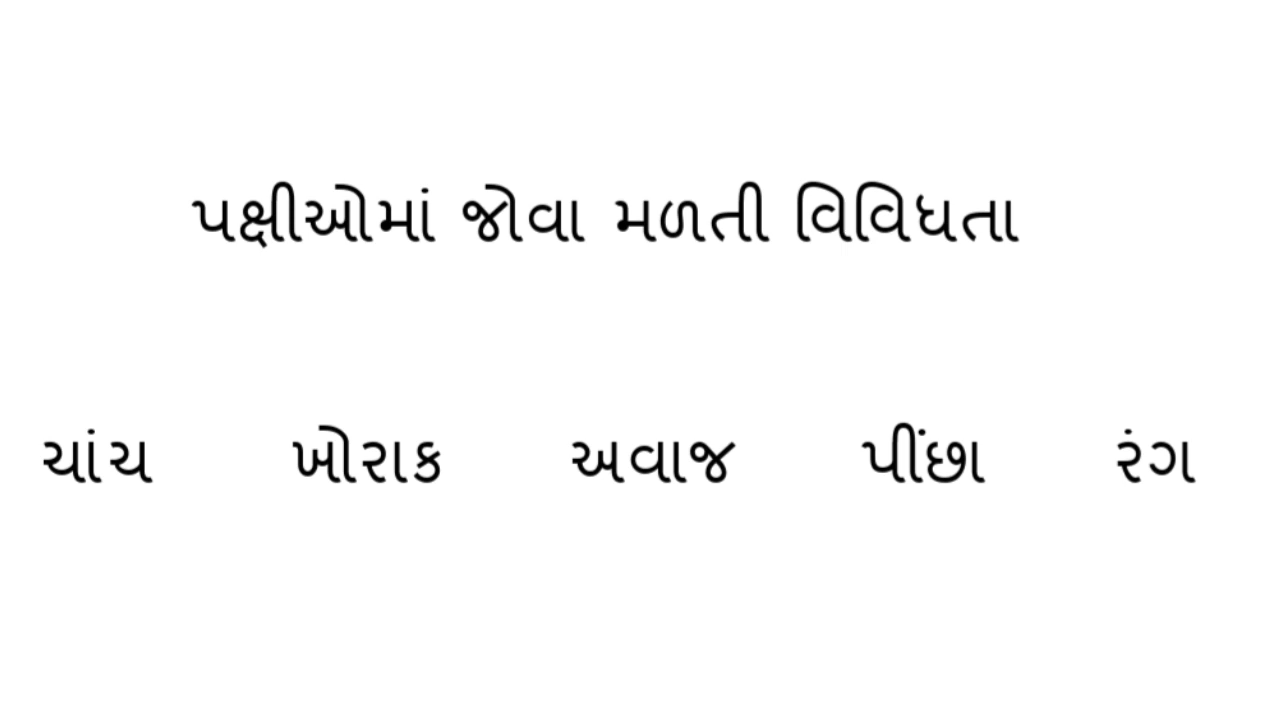 પક્ષીઓમાં જોવા મળતી વિવિધતા
ચાંચ ખોરાક અવાજ પીંછા રંગ